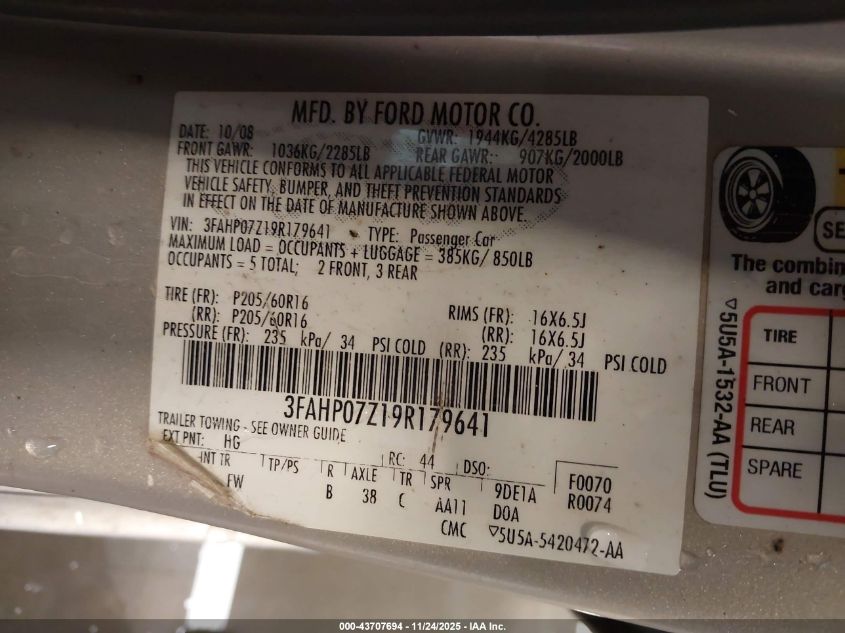 MFD. BY FORD MOTOR CO.
DATE: 10/08 GVWR: 1944KG/4285LB
FRONT GAWR: 1036KG/2285LB REAR GAWR: 907KG/2000LB
THIS VEHICLE CONFORMS TO ALL APPLICABLE FEDERAL MOTOR
VEHICLE SAFETY, BUMPER, AND THEFT PREVENTION STANDARDS
IN EFFECT ON THE DATE OF MANUFACTURE SHOWN ABOVE.
VIN: 3FAHP07Z19R179641 TYPE: Passenger Car
MAXIMUM LOAD = OCCUPANTS + LUGGAGE = 385KG/ 850LB
OCCUPANTS = 5 TOTAL; 2 FRONT, 3 REAR
TIRE (FR): P205/60R16 RIMS (FR): 16X6.5J
(RR): P205/60R16 (RR): 16X6.5J
PRESSURE (FR): 235 kPa/ 34 PSI COLD (RR): 235 kPa/ 34 PSI COLD
3FAHP07Z19R179641
TRAILER TOWING - SEE OWNER GUIDE
EXT PNT: HG RC: 44 DSO:
INT TR TP/PS R AXLE TR SPR 9DE1A F0070
FW B 38 C AA11 D0A R0074
CMC ▽5U5A-5420472-AA
SE
The combin
and carg
TIRE
FRONT
REAR
SPARE
▽5U5A-1532-AA (TLU)
000-43707694 - 11/24/2025 - IAA Inc.